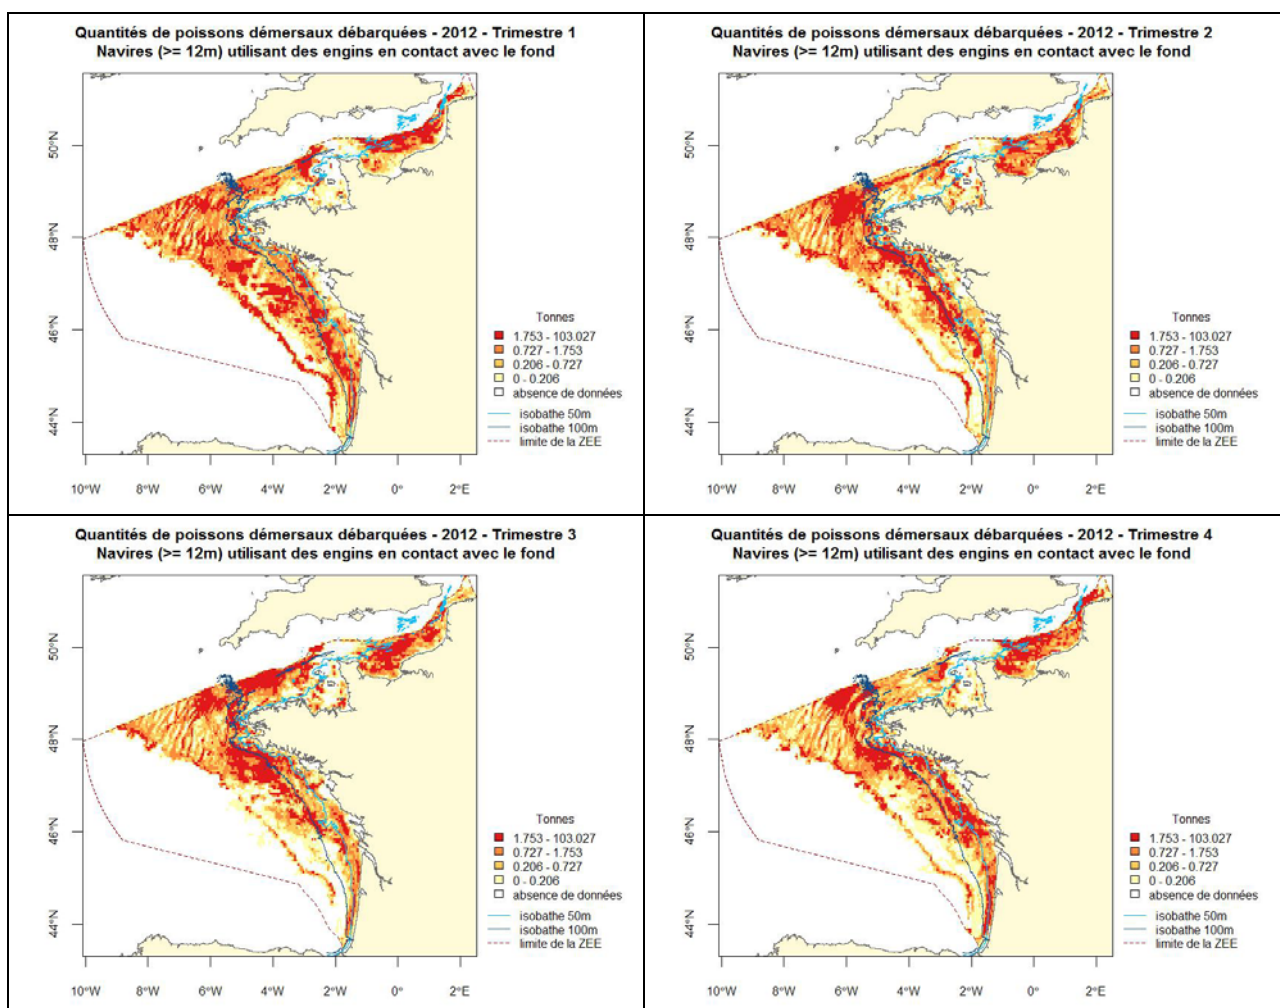 Quantités de poissons démersaux débarquées - 2012 - Trimestre 1
Navires (>= 12m) utilisant des engins en contact avec le fond
50°N
48°N
46°N
44°N
10°W 8°W 6°W 4°W 2°W 0° 2°E
Tonnes
1.753 - 103.027
0.727 - 1.753
0.206 - 0.727
0 - 0.206
absence de données
isobathe 50m
isobathe 100m
limite de la ZEE
Quantités de poissons démersaux débarquées - 2012 - Trimestre 2
Navires (>= 12m) utilisant des engins en contact avec le fond
50°N
48°N
46°N
44°N
10°W 8°W 6°W 4°W 2°W 0° 2°E
Tonnes
1.753 - 103.027
0.727 - 1.753
0.206 - 0.727
0 - 0.206
absence de données
isobathe 50m
isobathe 100m
limite de la ZEE
Quantités de poissons démersaux débarquées - 2012 - Trimestre 3
Navires (>= 12m) utilisant des engins en contact avec le fond
50°N
48°N
46°N
44°N
10°W 8°W 6°W 4°W 2°W 0° 2°E
Tonnes
1.753 - 103.027
0.727 - 1.753
0.206 - 0.727
0 - 0.206
absence de données
isobathe 50m
isobathe 100m
limite de la ZEE
Quantités de poissons démersaux débarquées - 2012 - Trimestre 4
Navires (>= 12m) utilisant des engins en contact avec le fond
50°N
48°N
46°N
44°N
10°W 8°W 6°W 4°W 2°W 0° 2°E
Tonnes
1.753 - 103.027
0.727 - 1.753
0.206 - 0.727
0 - 0.206
absence de données
isobathe 50m
isobathe 100m
limite de la ZEE